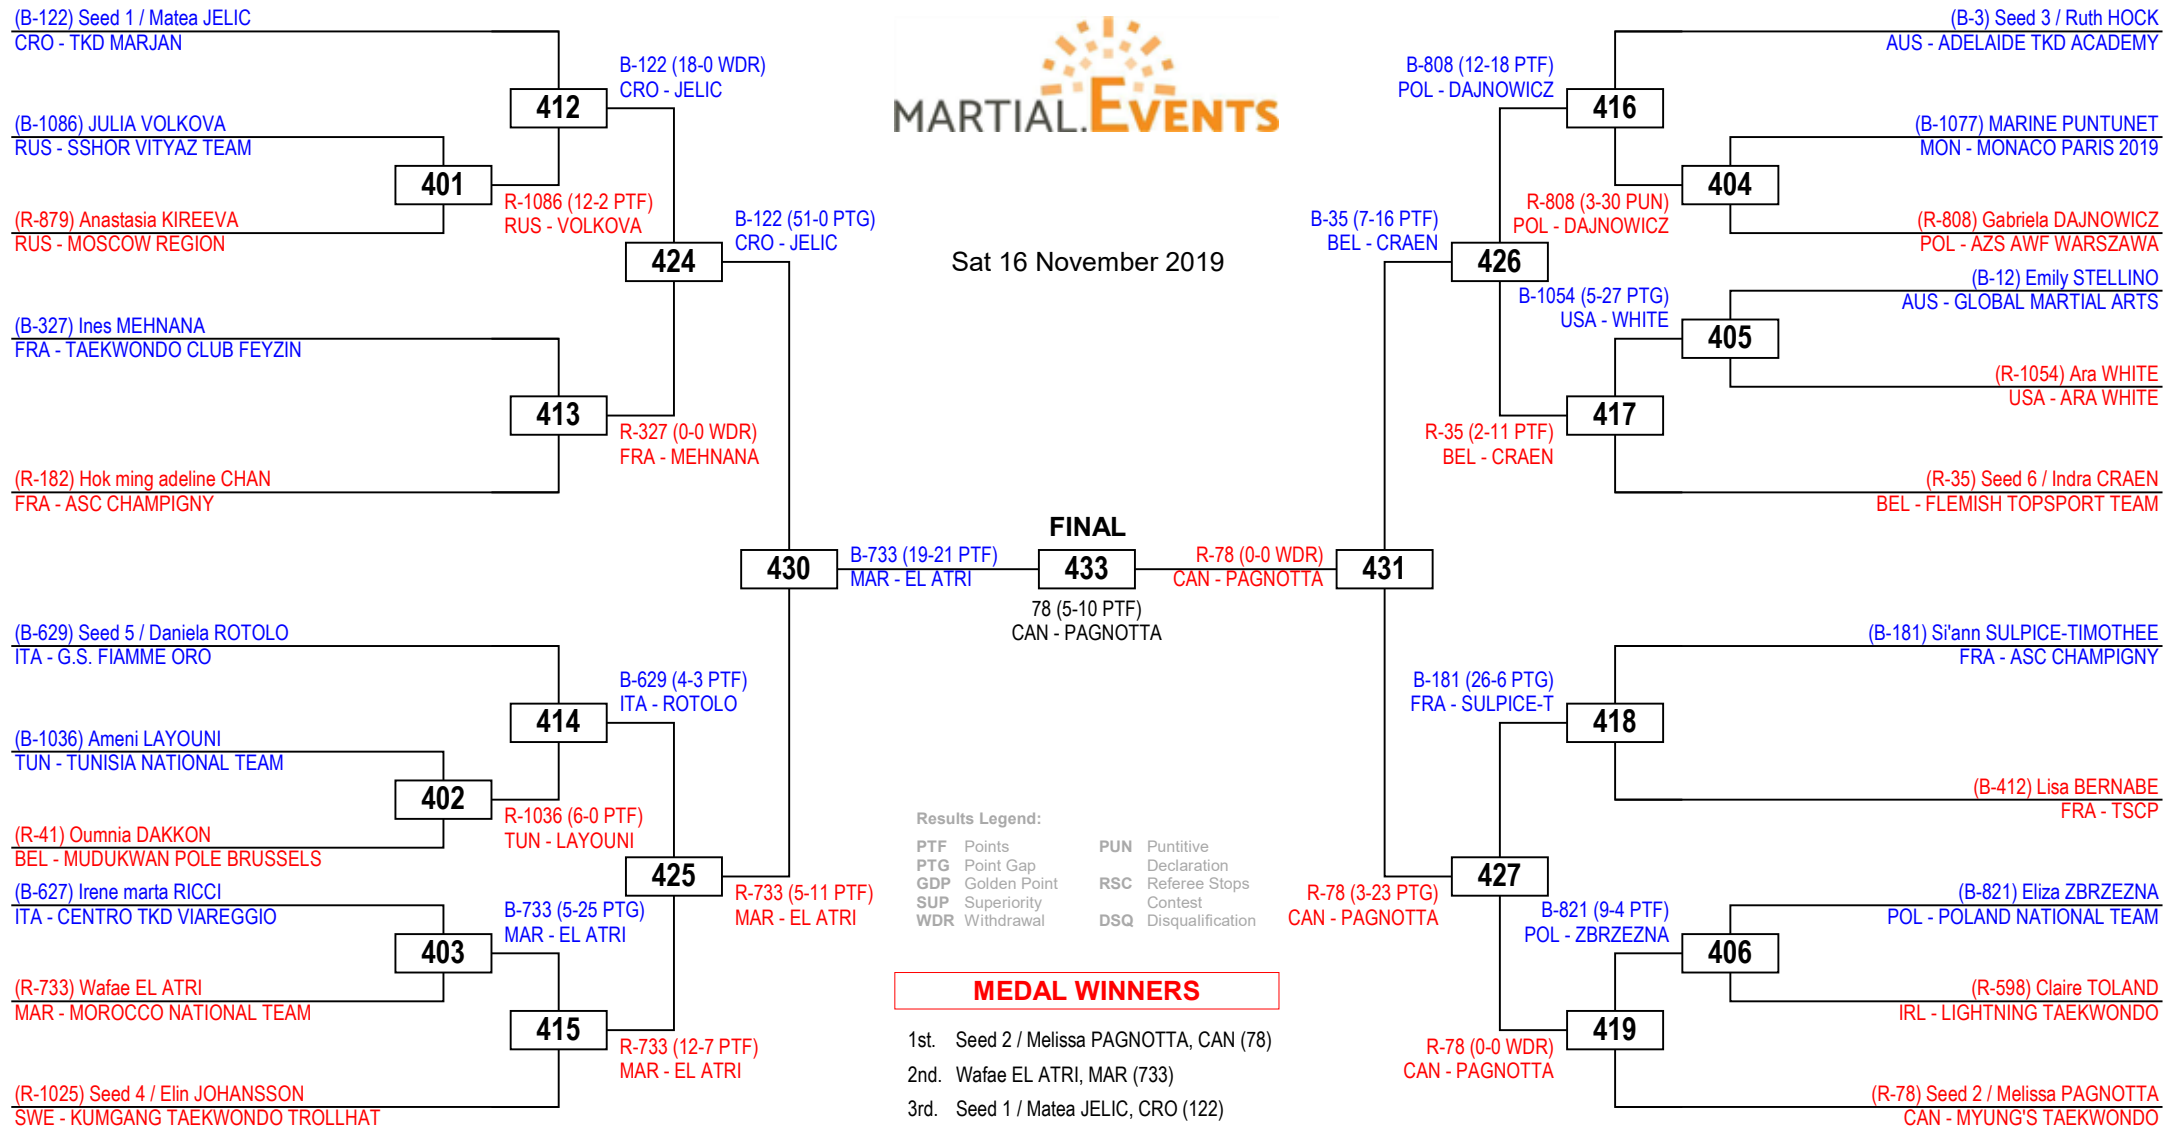 (B-122) Seed 1 / Matea JELIC
CRO - TKD MARJAN
(B-1086) JULIA VOLKOVA
RUS - SSHOR VITYAZ TEAM
401
(R-879) Anastasia KIREEVA
RUS - MOSCOW REGION
412
B-122 (18-0 WDR)
CRO - JELIC
R-1086 (12-2 PTF)
RUS - VOLKOVA
424
B-122 (51-0 PTG)
CRO - JELIC
(B-327) Ines MEHNANA
FRA - TAEKWONDO CLUB FEYZIN
413
R-327 (0-0 WDR)
FRA - MEHNANA
(R-182) Hok ming adeline CHAN
FRA - ASC CHAMPIGNY
430
B-733 (19-21 PTF)
MAR - EL ATRI
(B-629) Seed 5 / Daniela ROTOLO
ITA - G.S. FIAMME ORO
B-629 (4-3 PTF)
ITA - ROTOLO
414
(B-1036) Ameni LAYOUNI
TUN - TUNISIA NATIONAL TEAM
402
R-1036 (6-0 PTF)
TUN - LAYOUNI
(R-41) Oumnia DAKKON
BEL - MUDUKWAN POLE BRUSSELS
425
R-733 (5-11 PTF)
MAR - EL ATRI
(B-627) Irene marta RICCI
ITA - CENTRO TKD VIAREGGIO
B-733 (5-25 PTG)
MAR - EL ATRI
403
(R-733) Wafae EL ATRI
MAR - MOROCCO NATIONAL TEAM
415
R-733 (12-7 PTF)
MAR - EL ATRI
(R-1025) Seed 4 / Elin JOHANSSON
SWE - KUMGANG TAEKWONDO TROLLHAT
MARTIAL.EVENTS
Sat 16 November 2019
FINAL
433
78 (5-10 PTF)
CAN - PAGNOTTA
Results Legend:
PTF Points
PTG Point Gap
GDP Golden Point
SUP Superiority
WDR Withdrawal
PUN Puntitive
Declaration
RSC Referee Stops
Contest
DSQ Disqualification
MEDAL WINNERS
1st. Seed 2 / Melissa PAGNOTTA, CAN (78)
2nd. Wafae EL ATRI, MAR (733)
3rd. Seed 1 / Matea JELIC, CRO (122)
(B-3) Seed 3 / Ruth HOCK
AUS - ADELAIDE TKD ACADEMY
B-808 (12-18 PTF)
POL - DAJNOWICZ
416
(B-1077) MARINE PUNTUNET
MON - MONACO PARIS 2019
404
R-808 (3-30 PUN)
POL - DAJNOWICZ
(R-808) Gabriela DAJNOWICZ
POL - AZS AWF WARSZAWA
B-35 (7-16 PTF)
BEL - CRAEN
426
(B-12) Emily STELLINO
AUS - GLOBAL MARTIAL ARTS
B-1054 (5-27 PTG)
USA - WHITE
405
(R-1054) Ara WHITE
USA - ARA WHITE
417
R-35 (2-11 PTF)
BEL - CRAEN
(R-35) Seed 6 / Indra CRAEN
BEL - FLEMISH TOPSPORT TEAM
R-78 (0-0 WDR)
CAN - PAGNOTTA
431
(B-181) Si'ann SULPICE-TIMOTHEE
FRA - ASC CHAMPIGNY
B-181 (26-6 PTG)
FRA - SULPICE-T
418
(B-412) Lisa BERNABE
FRA - TSCP
427
R-78 (3-23 PTG)
CAN - PAGNOTTA
(B-821) Eliza ZBRZEZNA
POL - POLAND NATIONAL TEAM
B-821 (9-4 PTF)
POL - ZBRZEZNA
406
(R-598) Claire TOLAND
IRL - LIGHTNING TAEKWONDO
419
R-78 (0-0 WDR)
CAN - PAGNOTTA
(R-78) Seed 2 / Melissa PAGNOTTA
CAN - MYUNG'S TAEKWONDO